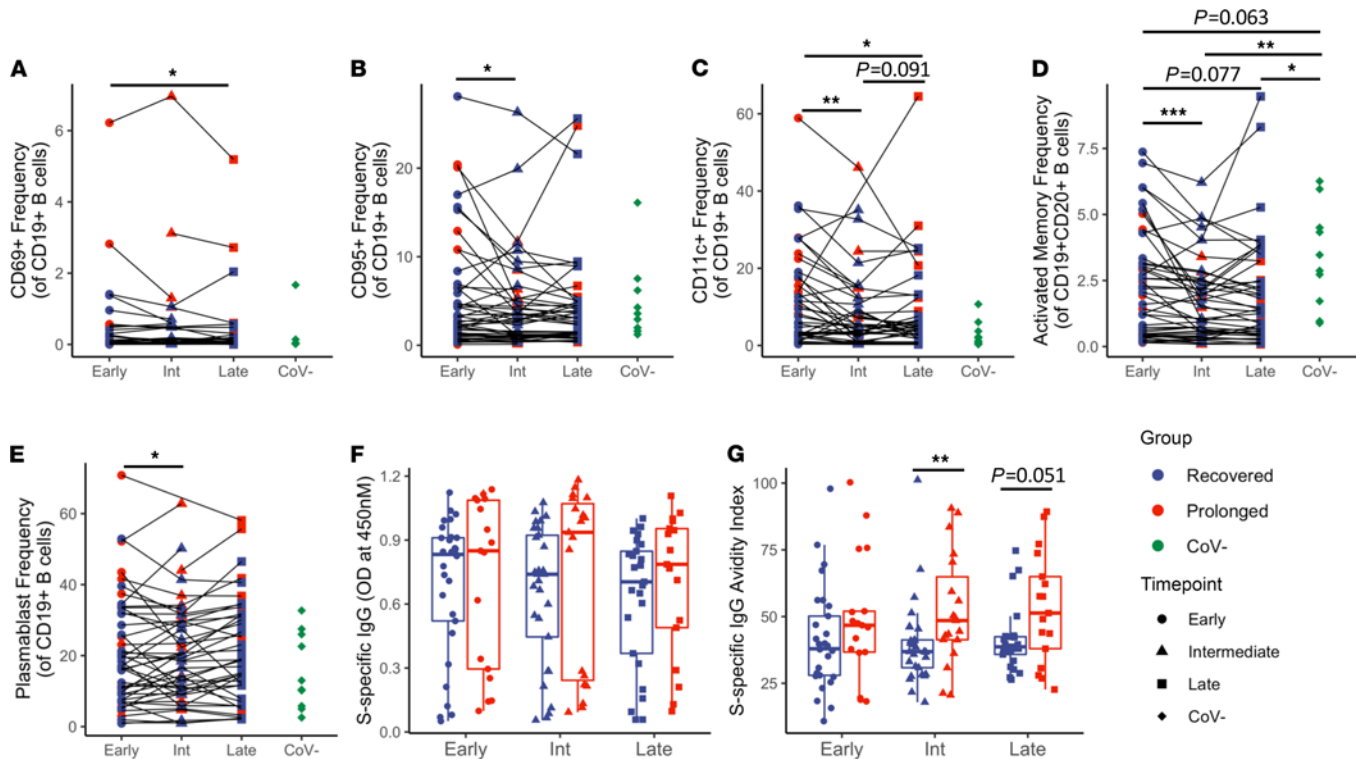 P=0.063
A
*
CD69+ Frequency
(of CD19+ B cells)
6
4
2
0
Early Int Late CoV-
B
*
CD95+ Frequency
(of CD19+ B cells)
20
10
0
Early Int Late CoV-
C
*
P=0.091
**
CD11c+ Frequency
(of CD19+ B cells)
60
40
20
0
Early Int Late CoV-
D
**
P=0.077
*
***
Activated Memory Frequency
(of CD19+CD20+ B cells)
7.5
5.0
2.5
0.0
Early Int Late CoV-
E
*
Plasmablast Frequency
(of CD19+ B cells)
60
40
20
0
Early Int Late CoV-
F
S-specific IgG (OD at 450nM)
1.2
0.9
0.6
0.3
0.0
Early Int Late
G
**
P=0.051
S-specific IgG Avidity Index
100
75
50
25
Early Int Late
Group
Recovered
Prolonged
CoV-
Timepoint
Early
Intermediate
Late
CoV-